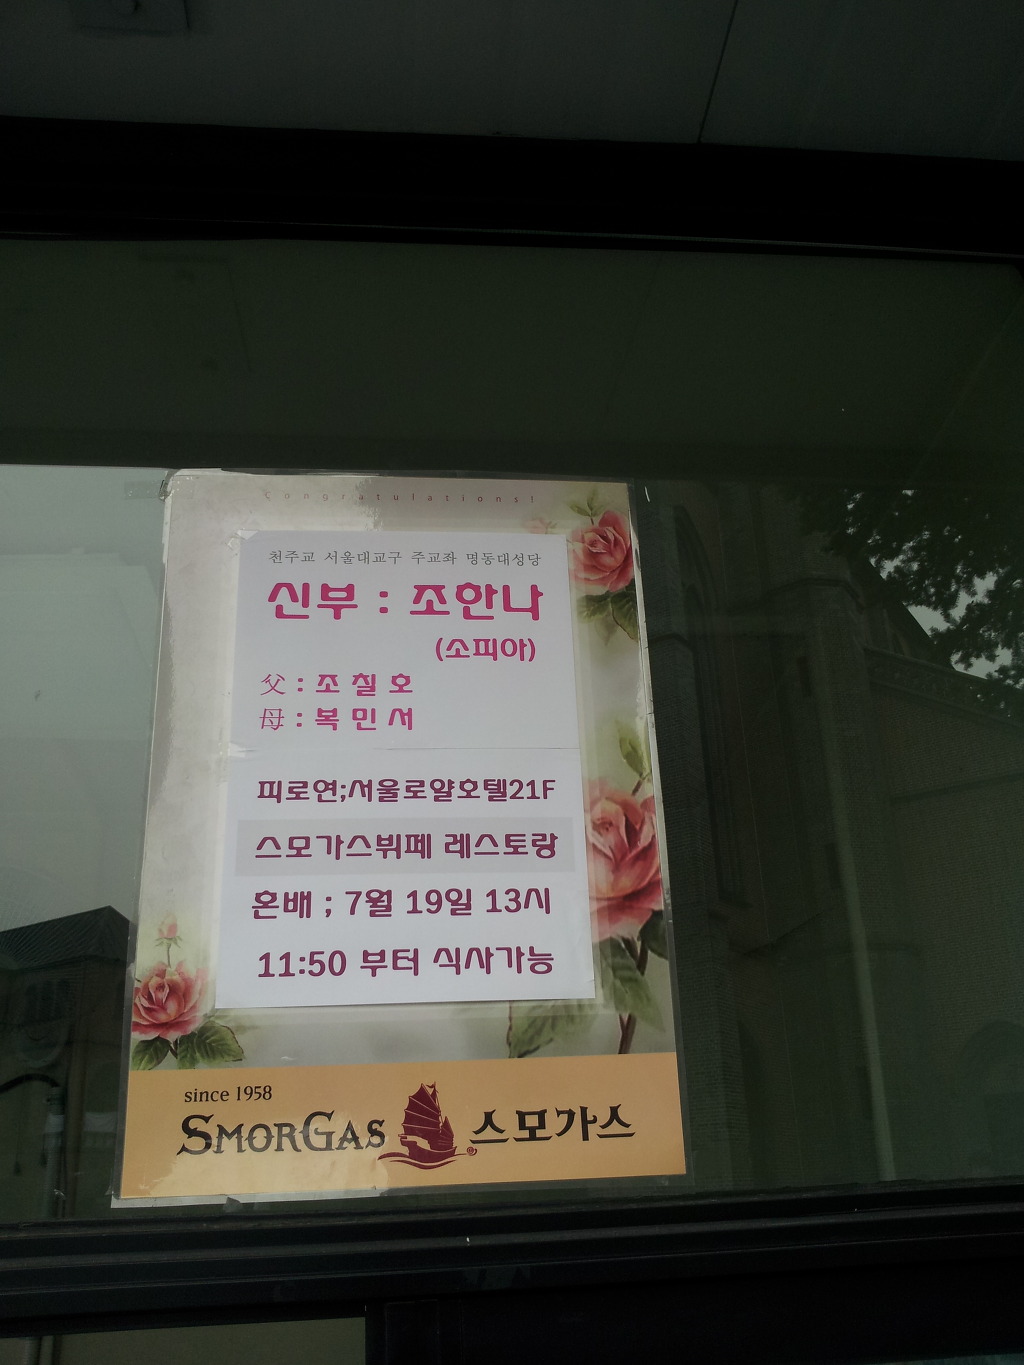 Congratulations!
천주교 서울대교구 주교좌 명동대성당
신부 : 조한나
(소피아)
父 : 조 칠 호
母 : 복 민 서
피로연;서울로얄호텔21F
스모가스뷔페 레스토랑
혼배 ; 7월 19일 13시
11:50 부터 식사가능
since 1958
SMORGAS 스모가스